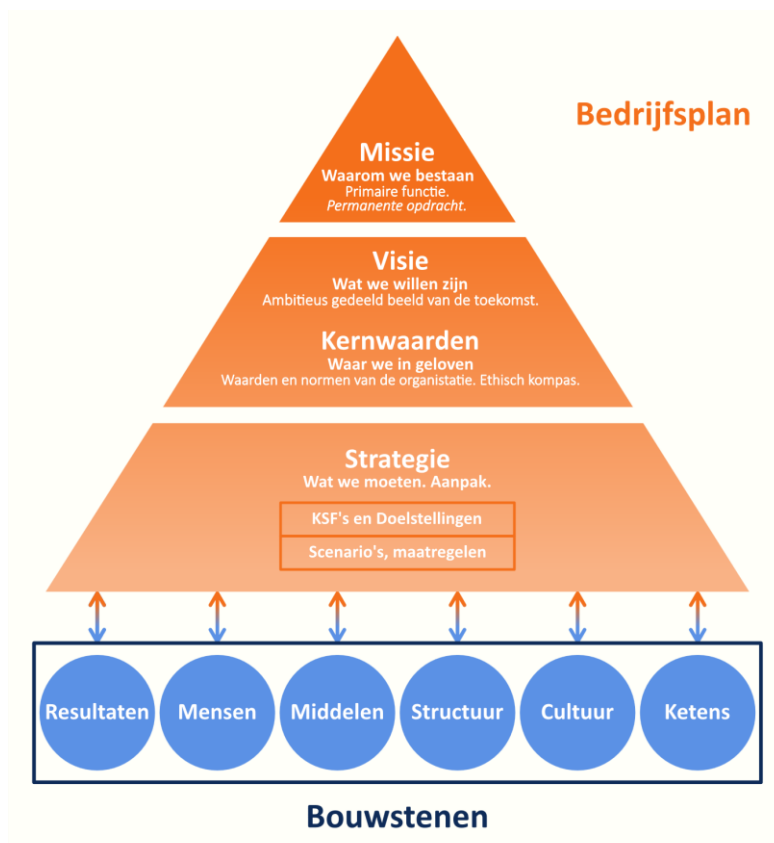 Bedrijfsplan
Missie
Waarom we bestaan
Primaire functie.
Permanente opdracht.
Visie
Wat we willen zijn
Ambitieus gedeeld beeld van de toekomst.
Kernwaarden
Waar we in geloven
Waarden en normen van de organistatie. Ethisch kompas.
Strategie
Wat we moeten. Aanpak.
KSF's en Doelstellingen
Scenario's, maatregelen
Resultaten
Mensen
Middelen
Structuur
Cultuur
Ketens
Bouwstenen